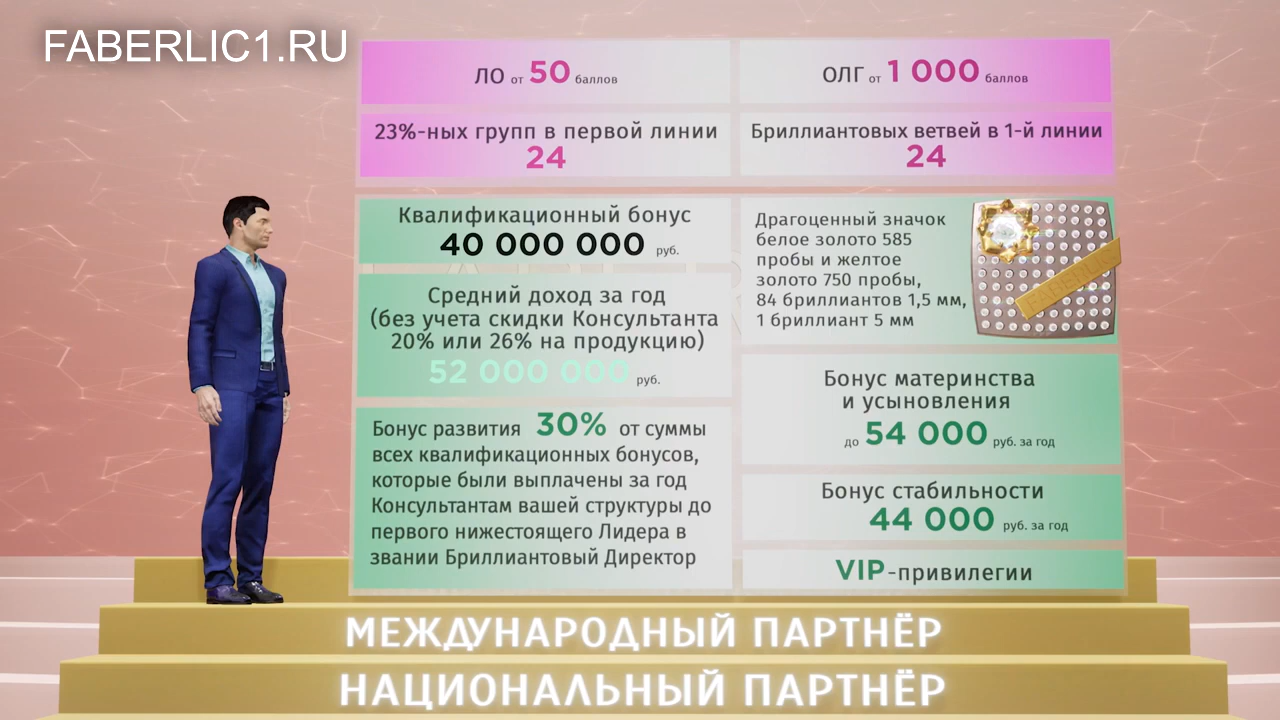 FABERLIC1.RU
ЛО от 50 баллов
ОЛГ от 1 000 баллов
23%-ных групп в первой линии
24
Бриллиантовых ветвей в 1-й линии
24
Квалификационный бонус
40 000 000 руб.
Средний доход за год
(без учета скидки Консультанта
20% или 26% на продукцию)
52 000 000 руб.
Бонус развития 30% от суммы
всех квалификационных бонусов,
которые были выплачены за год
Консультантам вашей структуры до
первого нижестоящего Лидера в
звании Бриллиантовый Директор
Драгоценный значок
белое золото 585
пробы и желтое
золото 750 пробы,
84 бриллиантов 1,5 мм,
1 бриллиант 5 мм
FABERLIC
Бонус материнства
и усыновления
до 54 000 руб. за год
Бонус стабильности
44 000 руб. за год
VIP-привилегии
МЕЖДУНАРОДНЫЙ ПАРТНЁР
НАЦИОНАЛЬНЫЙ ПАРТНЁР